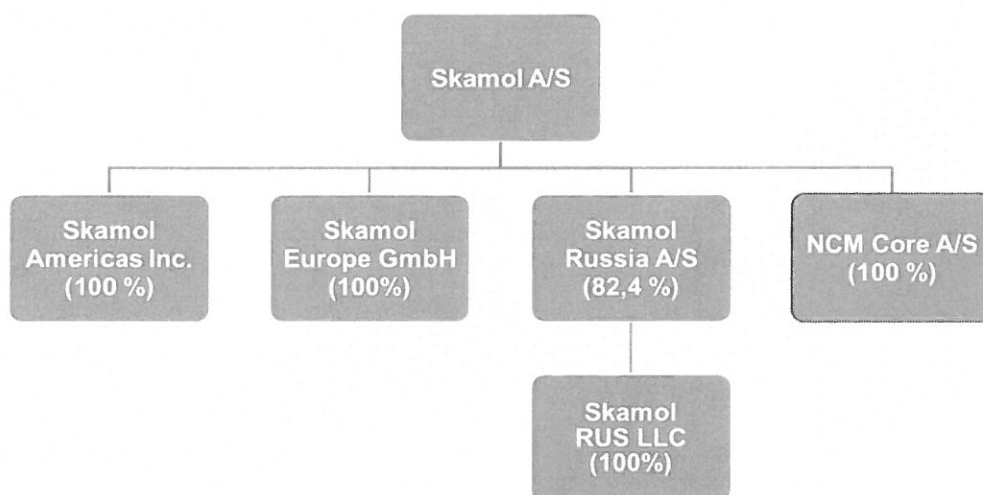 Skamol A/S
Skamol
Americas Inc.
(100 %)
Skamol
Europe GmbH
(100%)
Skamol
Russia A/S
(82,4 %)
NCM Core A/S
(100 %)
Skamol
RUS LLC
(100%)